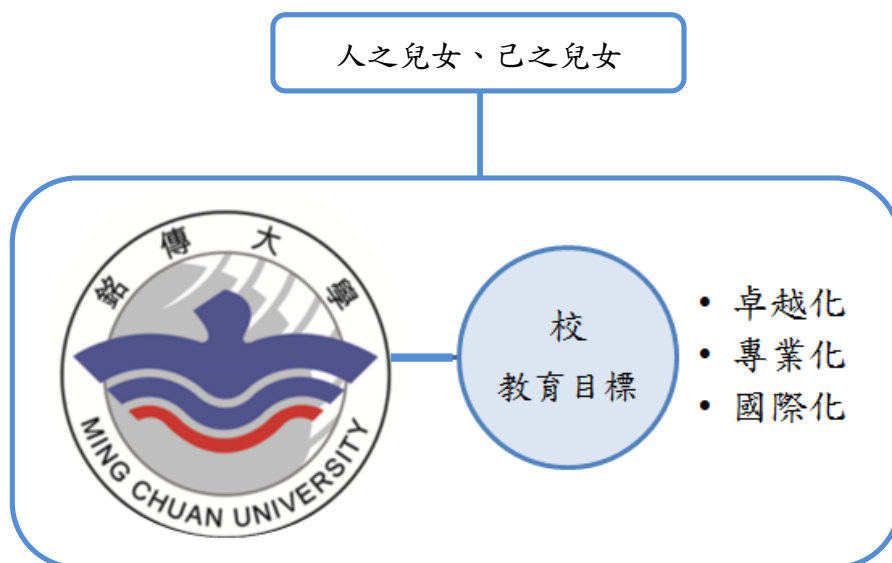 人之兒女、己之兒女
銘傳大學
MING CHUAN UNIVERSITY
校
教育目標
• 卓越化
• 專業化
• 國際化